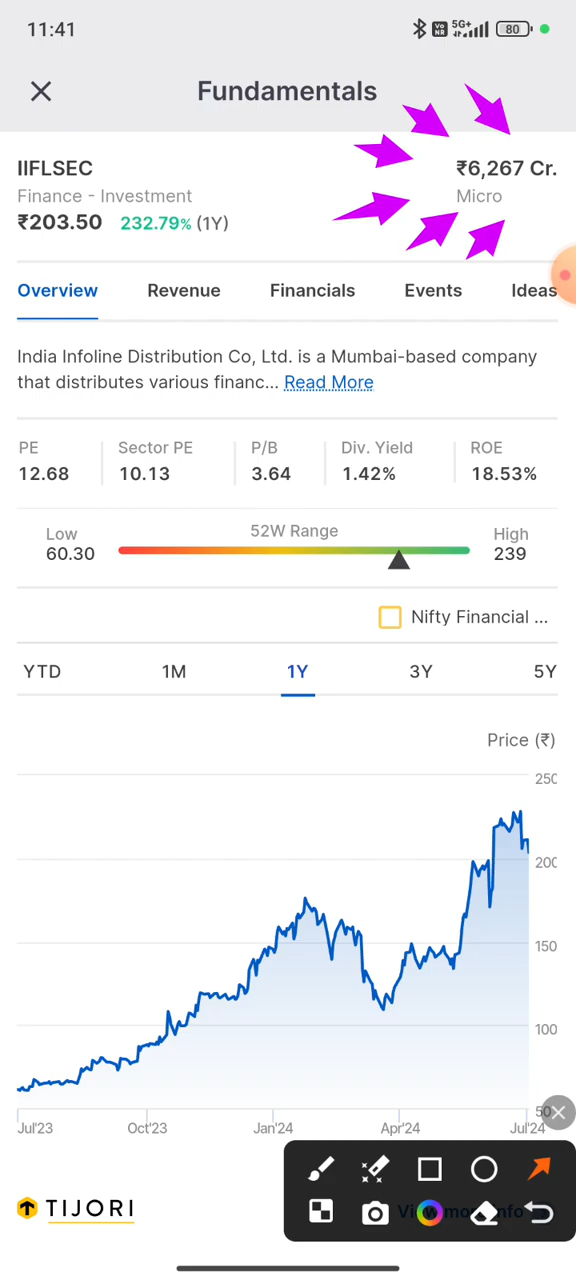 11:41
Vo
NR
5G+
80
Fundamentals
IIFLSEC
₹6,267 Cr.
Finance - Investment
Micro
₹203.50 232.79% (1Y)
Overview Revenue Financials Events Ideas
India Infoline Distribution Co, Ltd. is a Mumbai-based company
that distributes various financ... Read More
PE Sector PE P/B Div. Yield ROE
12.68 10.13 3.64 1.42% 18.53%
Low 52W Range High
60.30 239
Nifty Financial ...
YTD 1M 1Y 3Y 5Y
Price (₹)
250
200
150
100
50
Jul'23 Oct'23 Jan'24 Apr'24 Jul'24
TIJORI